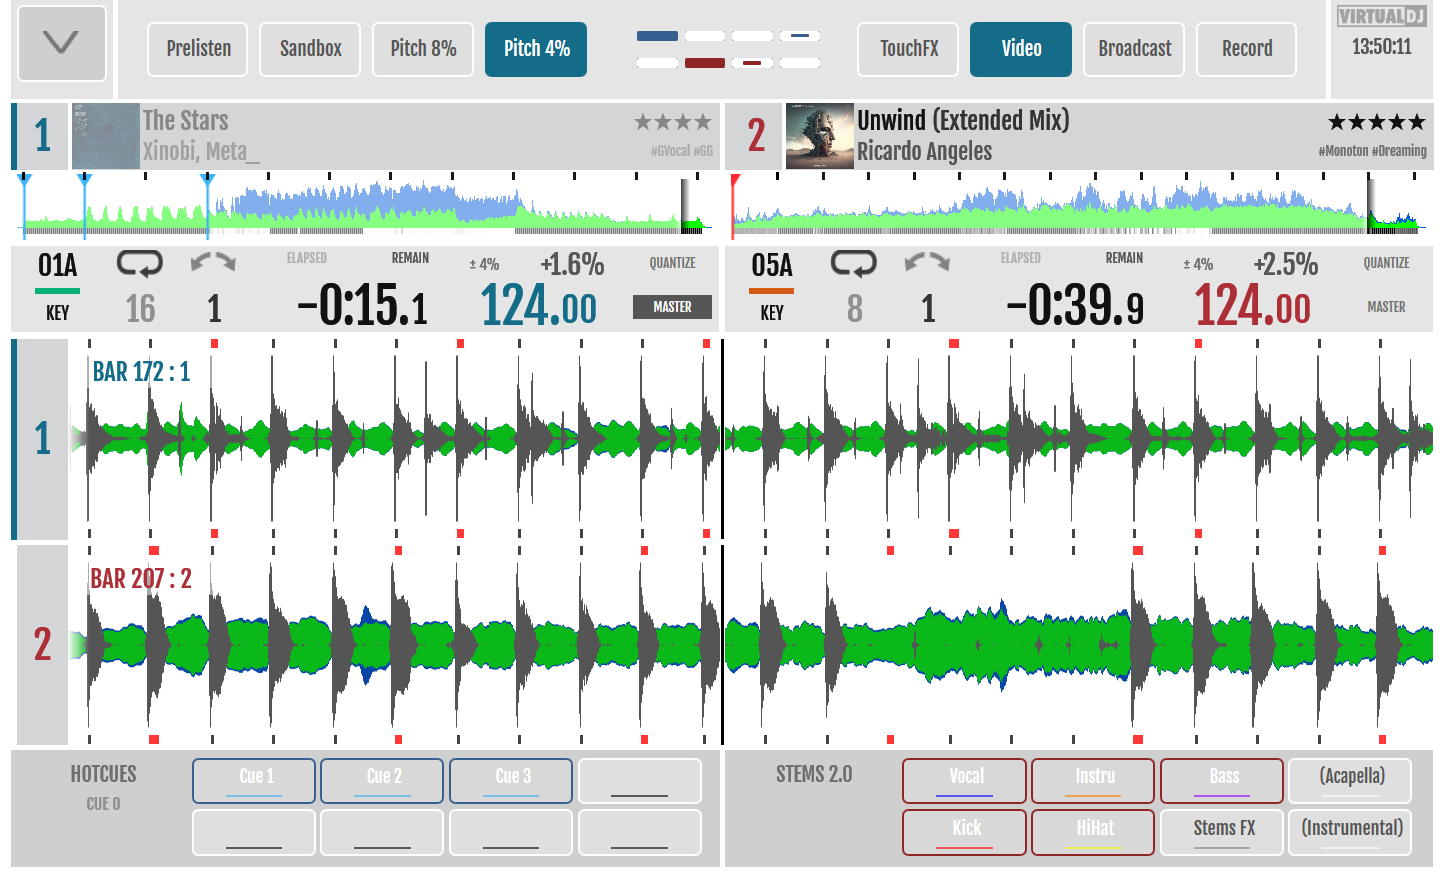 Prelisten
Sandbox
Pitch 8%
Pitch 4%
TouchFX
Video
Broadcast
Record
VIRTUALDJ
13:50:11
1
The Stars
Xinobi, Meta_
★★★★
#GVocal #GG
2
Unwind (Extended Mix)
Ricardo Angeles
★★★★★
#Monoton #Dreaming
01A
KEY
16
1
ELAPSED
REMAIN
-0:15.1
± 4%
+1.6%
124.00
QUANTIZE
MASTER
05A
KEY
8
1
ELAPSED
REMAIN
-0:39.9
± 4%
+2.5%
124.00
QUANTIZE
MASTER
1
BAR 172 : 1
2
BAR 207 : 2
HOTCUES
CUE 0
Cue 1
Cue 2
Cue 3
STEMS 2.0
Vocal
Instru
Bass
(Acapella)
Kick
HiHat
Stems FX
(Instrumental)